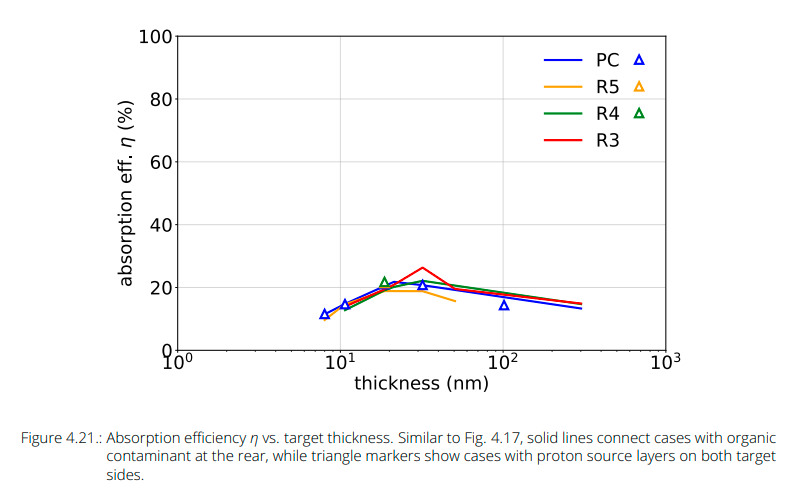 100
80
60
40
20
0
absorption eff. η (%)
PC
R5
R4
R3
10⁰
10¹
10²
10³
thickness (nm)
Figure 4.21.: Absorption efficiency η vs. target thickness. Similar to Fig. 4.17, solid lines connect cases with organic
contaminant at the rear, while triangle markers show cases with proton source layers on both target
sides.